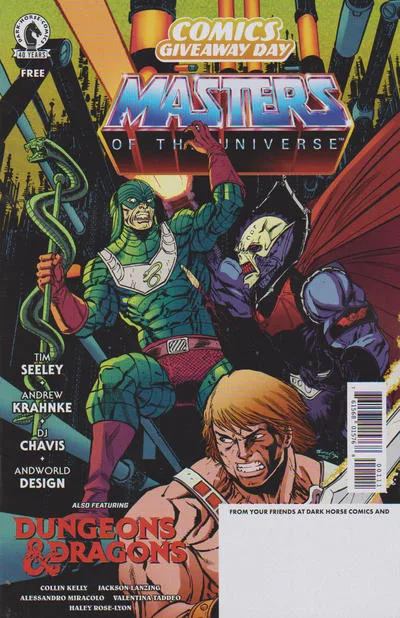 DARK HORSE COMICS
40 YEARS
FREE
COMICS
GIVEAWAY DAY
MASTERS
OF THE UNIVERSE™
TIM
SEELEY
ANDREW
KRAHNKE
DJ
CHAVIS
ANDWORLD
DESIGN
00111
FROM YOUR FRIENDS AT DARK HORSE COMICS AND
ALSO FEATURING
DUNGEONS
& DRAGONS
COLLIN KELLY JACKSON LANZING
ALESSANDRO MIRACOLO VALENTINA TADDEO
HALEY ROSE-LYON